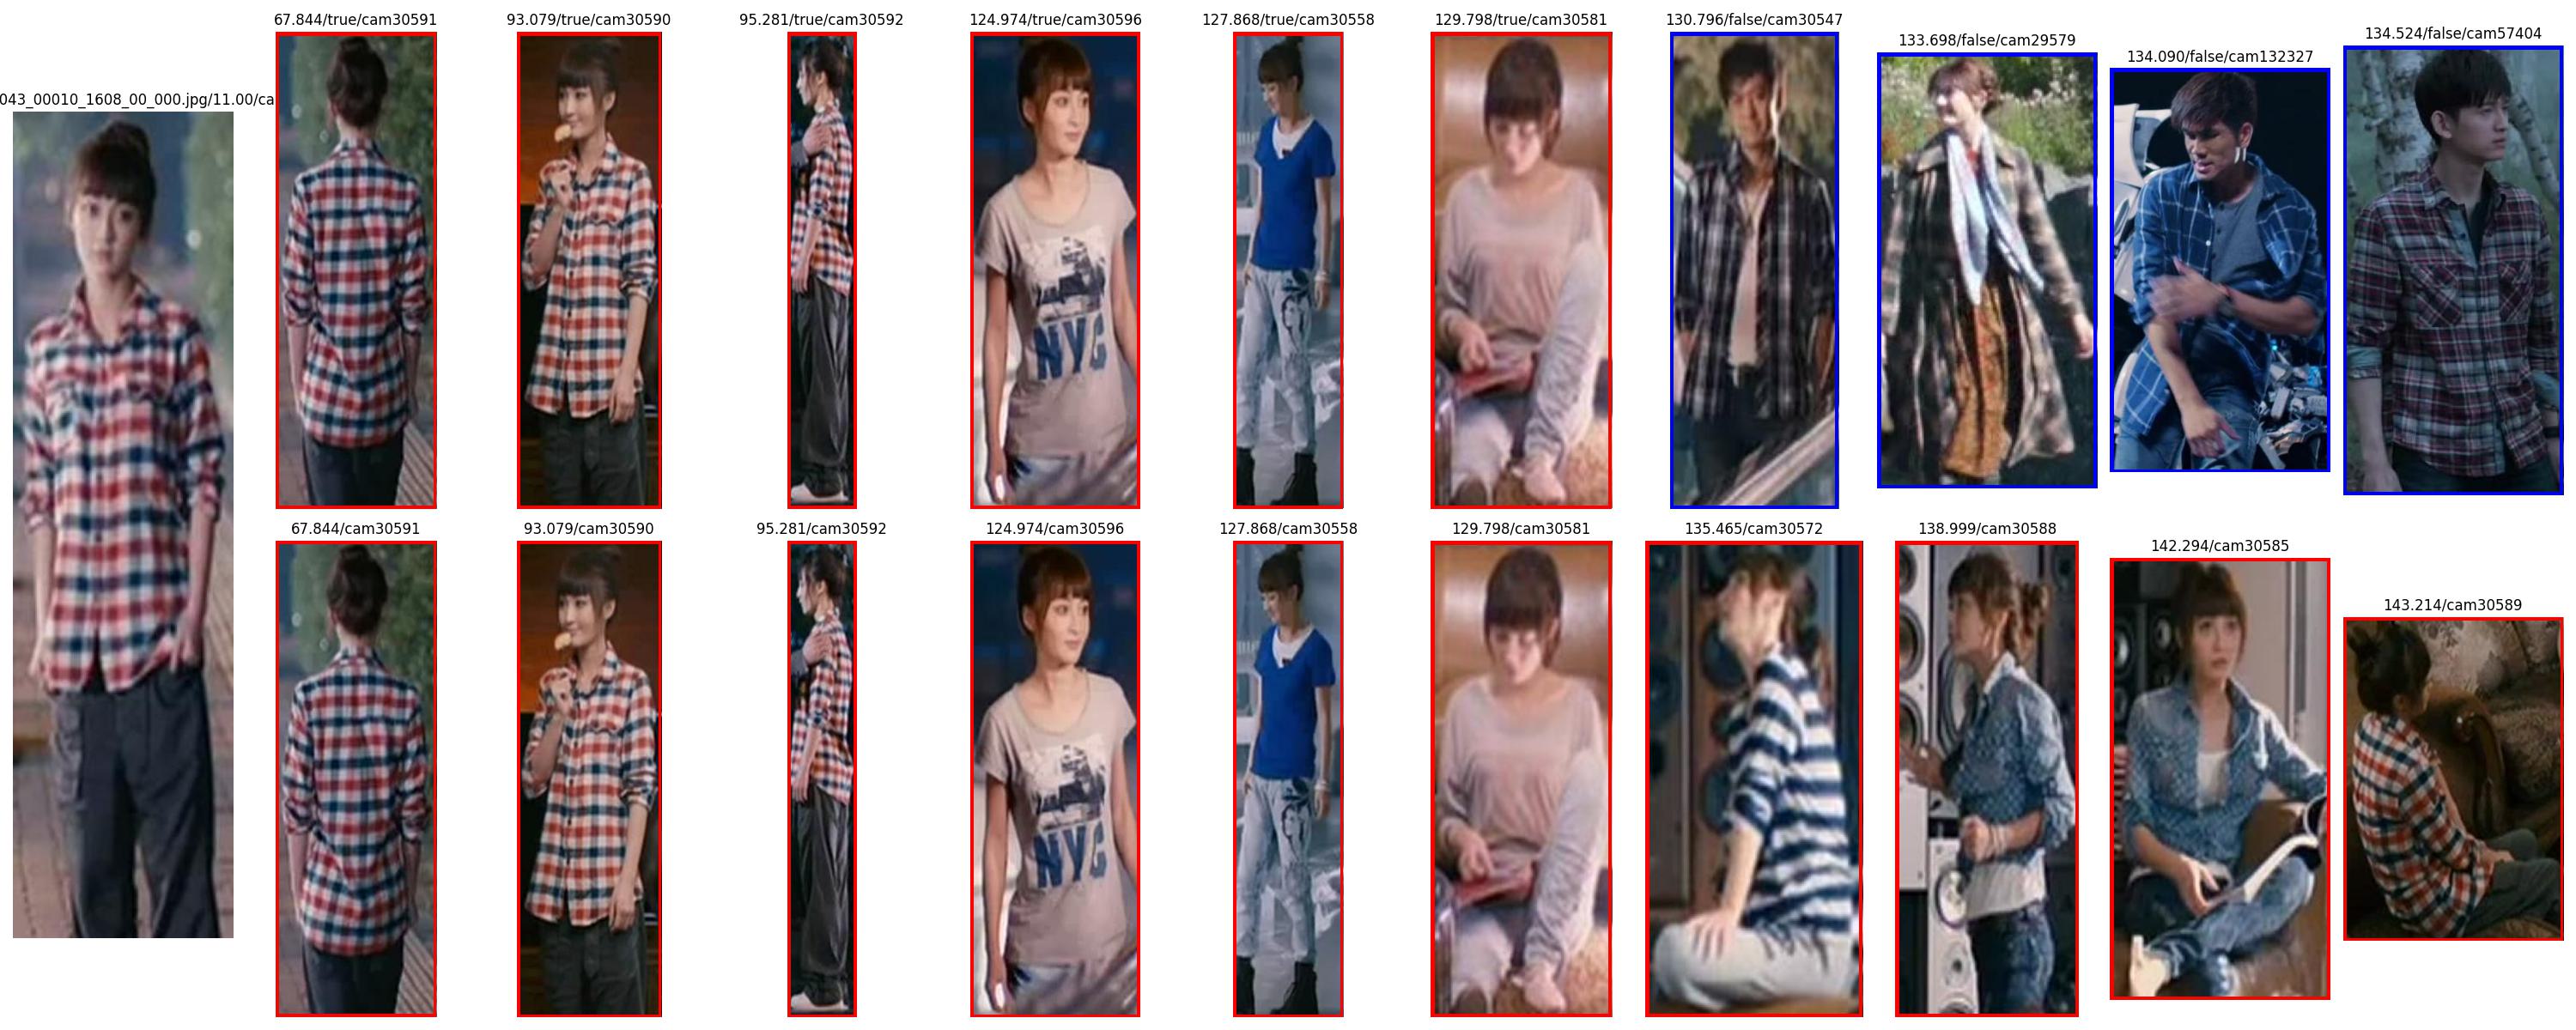 67.844/true/cam30591
93.079/true/cam30590
95.281/true/cam30592
124.974/true/cam30596
127.868/true/cam30558
129.798/true/cam30581
130.796/false/cam30547
133.698/false/cam29579
134.090/false/cam132327
134.524/false/cam57404
043_00010_1608_00_000.jpg/11.00/ca
NYC
67.844/cam30591
93.079/cam30590
95.281/cam30592
124.974/cam30596
127.868/cam30558
129.798/cam30581
135.465/cam30572
138.999/cam30588
142.294/cam30585
143.214/cam30589
NYC